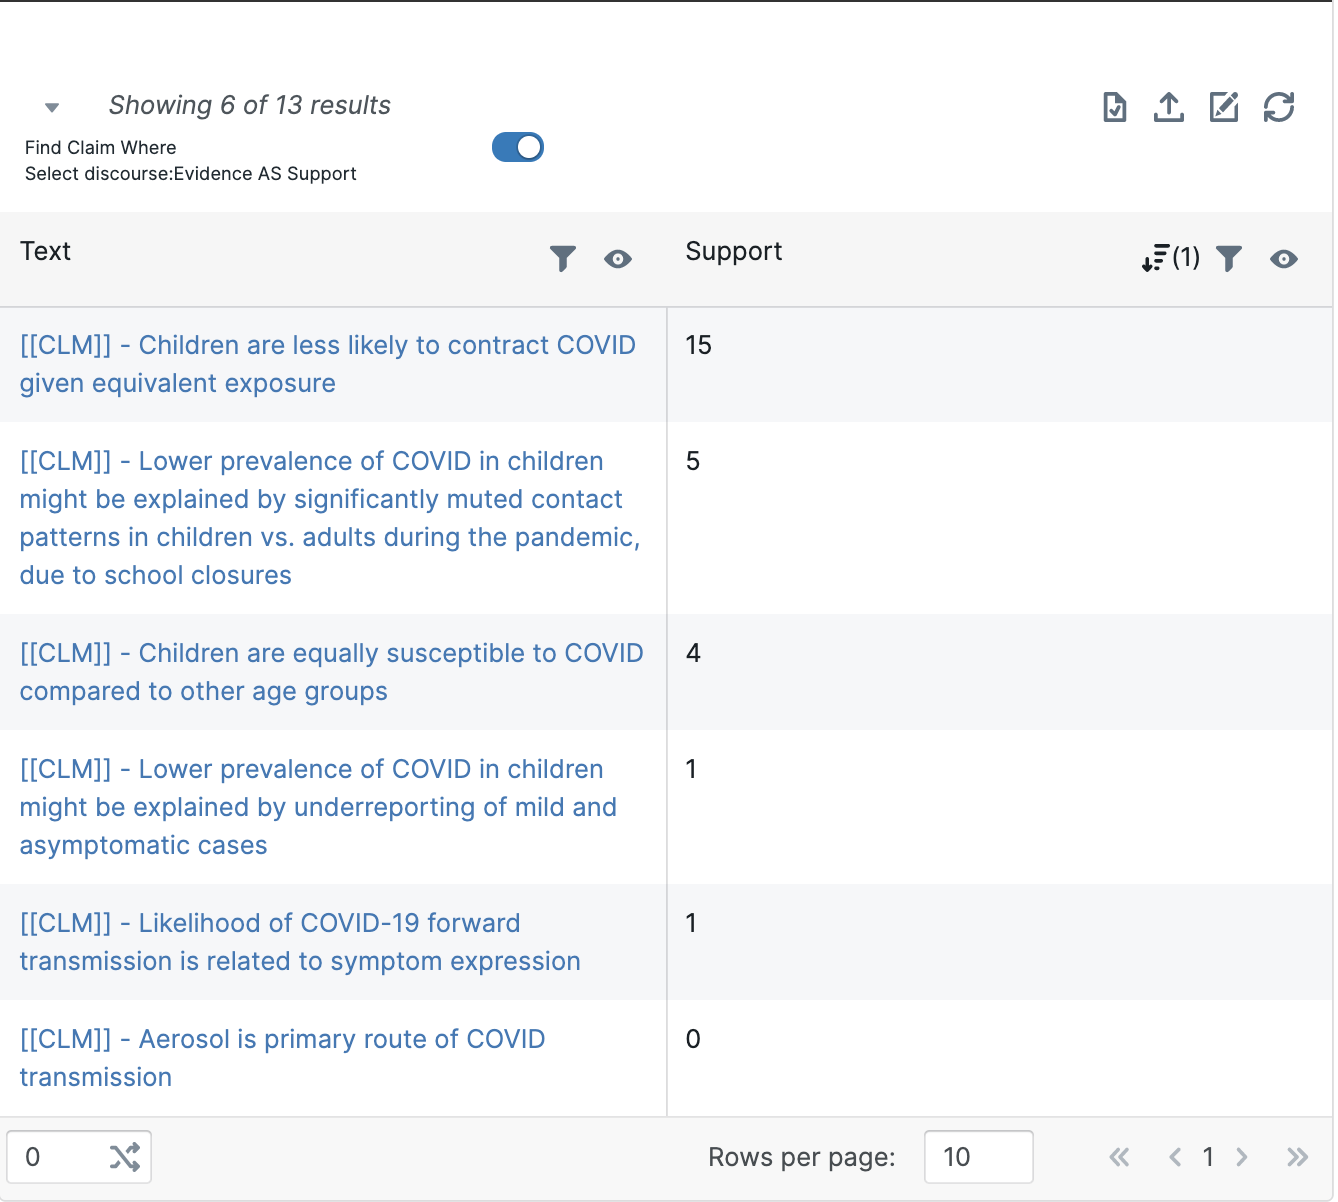 Showing 6 of 13 results
Find Claim Where
Select discourse:Evidence AS Support
Text
Support
(1)
[[CLM]] - Children are less likely to contract COVID
given equivalent exposure
15
[[CLM]] - Lower prevalence of COVID in children
might be explained by significantly muted contact
patterns in children vs. adults during the pandemic,
due to school closures
5
[[CLM]] - Children are equally susceptible to COVID
compared to other age groups
4
[[CLM]] - Lower prevalence of COVID in children
might be explained by underreporting of mild and
asymptomatic cases
1
[[CLM]] - Likelihood of COVID-19 forward
transmission is related to symptom expression
1
[[CLM]] - Aerosol is primary route of COVID
transmission
0
0
Rows per page:
10
1